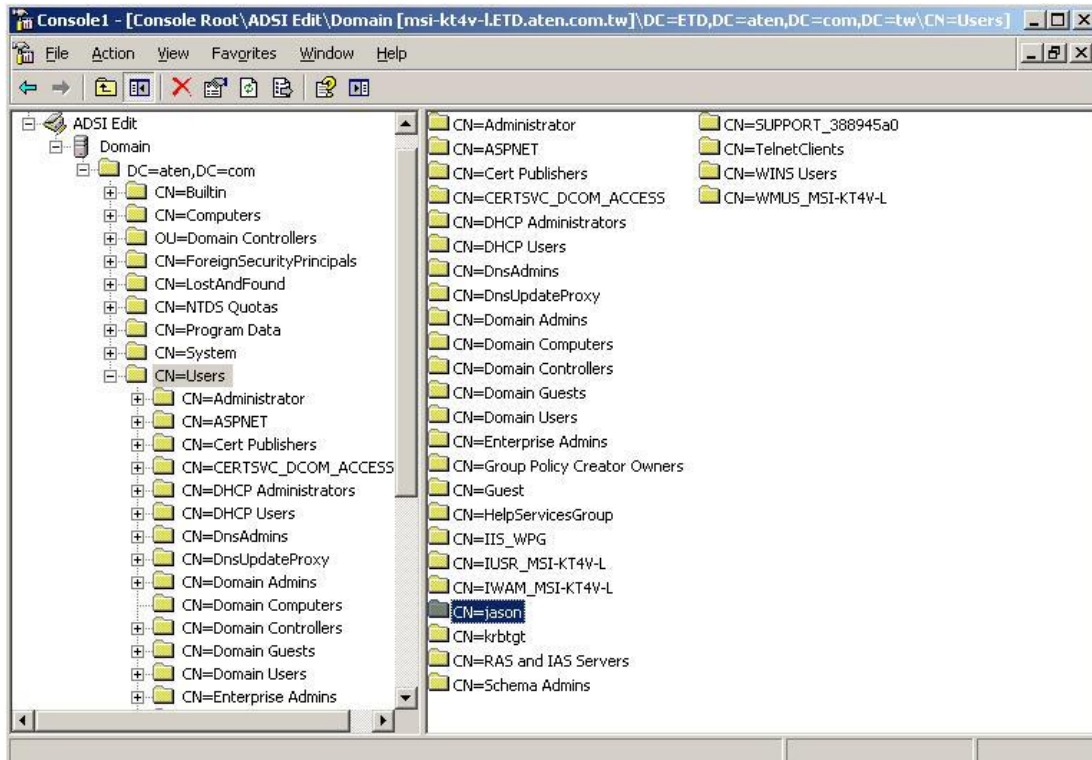 Console1 - [Console Root\ADSI Edit\Domain [msi-kt4v-l.ETD.aten.com.tw]\DC=ETD,DC=aten,DC=com,DC=tw\CN=Users]
File Action View Favorites Window Help
ADSI Edit
Domain
DC=aten,DC=com
CN=Builtin
CN=Computers
OU=Domain Controllers
CN=ForeignSecurityPrincipals
CN=LostAndFound
CN=NTDS Quotas
CN=Program Data
CN=System
CN=Users
CN=Administrator
CN=ASPNET
CN=Cert Publishers
CN=CERTSVC_DCOM_ACCESS
CN=DHCP Administrators
CN=DHCP Users
CN=DnsAdmins
CN=DnsUpdateProxy
CN=Domain Admins
CN=Domain Computers
CN=Domain Controllers
CN=Domain Guests
CN=Domain Users
CN=Enterprise Admins
CN=Administrator
CN=ASPNET
CN=Cert Publishers
CN=CERTSVC_DCOM_ACCESS
CN=DHCP Administrators
CN=DHCP Users
CN=DnsAdmins
CN=DnsUpdateProxy
CN=Domain Admins
CN=Domain Computers
CN=Domain Controllers
CN=Domain Guests
CN=Domain Users
CN=Enterprise Admins
CN=Group Policy Creator Owners
CN=Guest
CN=HelpServicesGroup
CN=IIS_WPG
CN=IUSR_MSI-KT4V-L
CN=IWAM_MSI-KT4V-L
CN=jason
CN=krbtgt
CN=RAS and IAS Servers
CN=Schema Admins
CN=SUPPORT_388945a0
CN=TelnetClients
CN=WINS Users
CN=WMUS_MSI-KT4V-L